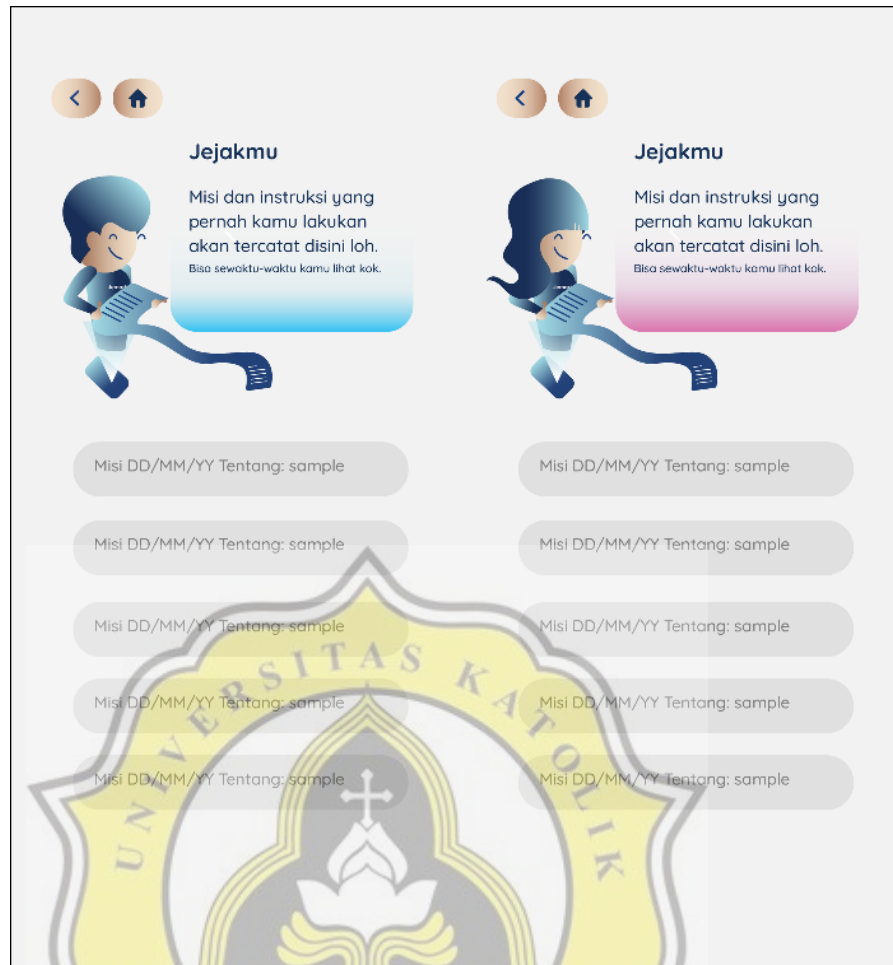 Jejakmu
Misi dan instruksi yang
pernah kamu lakukan
akan tercatat disini loh.
Bisa sewaktu-waktu kamu lihat kok.
Misi DD/MM/YY Tentang: sample
Misi DD/MM/YY Tentang: sample
Misi DD/MM/YY Tentang: sample
Misi DD/MM/YY Tentang: sample
Misi DD/MM/YY Tentang: sample
Jejakmu
Misi dan instruksi yang
pernah kamu lakukan
akan tercatat disini loh.
Bisa sewaktu-waktu kamu lihat kok.
Misi DD/MM/YY Tentang: sample
Misi DD/MM/YY Tentang: sample
Misi DD/MM/YY Tentang: sample
Misi DD/MM/YY Tentang: sample
Misi DD/MM/YY Tentang: sample
UNIVERSITAS KATOLIK